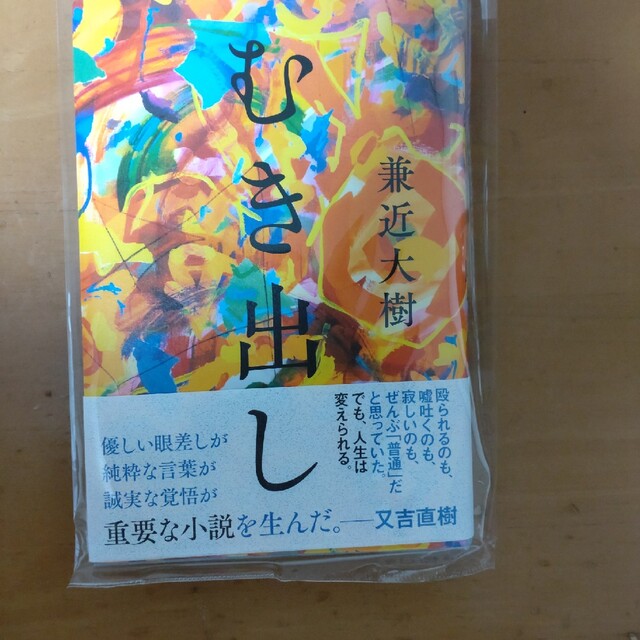 むき出し
兼近大樹
殴られるのも、
嘘吐くのも、
寂しいのも、
ぜんぶ「普通」だ
と思っていた。
でも、人生は
変えられる。
優しい眼差しが
純粋な言葉が
誠実な覚悟が
重要な小説を生んだ。──又吉直樹